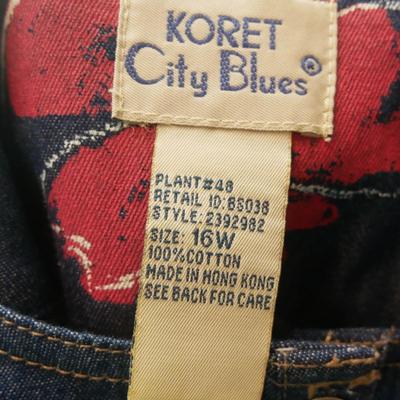 KORET
City Blues®
PLANT#48
RETAIL ID: BS038
STYLE: 2392982
SIZE: 16W
100%COTTON
MADE IN HONG KONG
SEE BACK FOR CARE